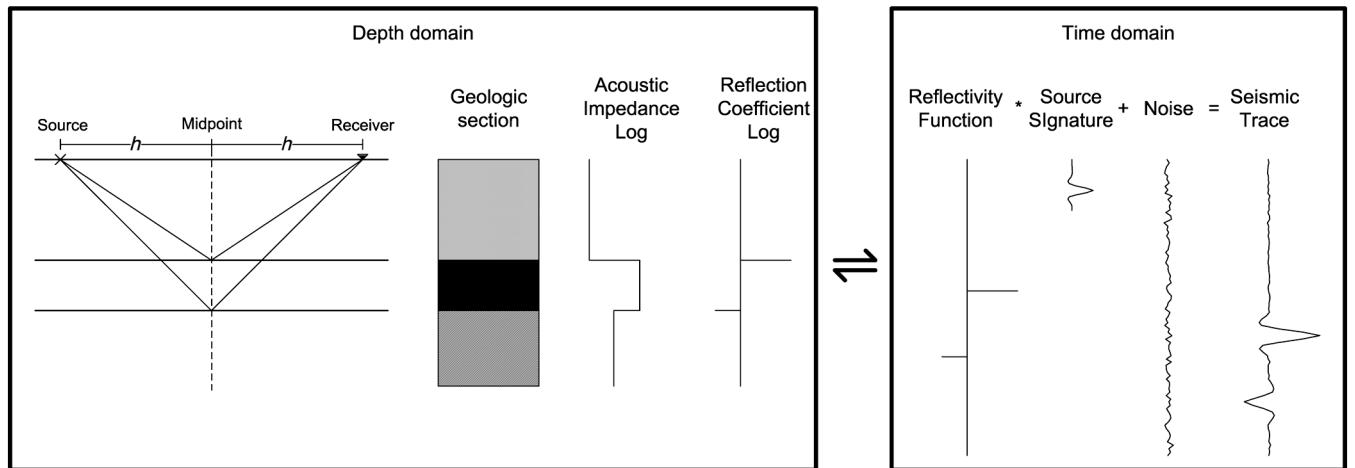 Depth domain
Source
Midpoint
Receiver
h
h
Geologic
section
Acoustic
Impedance
Log
Reflection
Coefficient
Log
Time domain
Reflectivity
Function
*
Source
SIgnature
+
Noise
=
Seismic
Trace